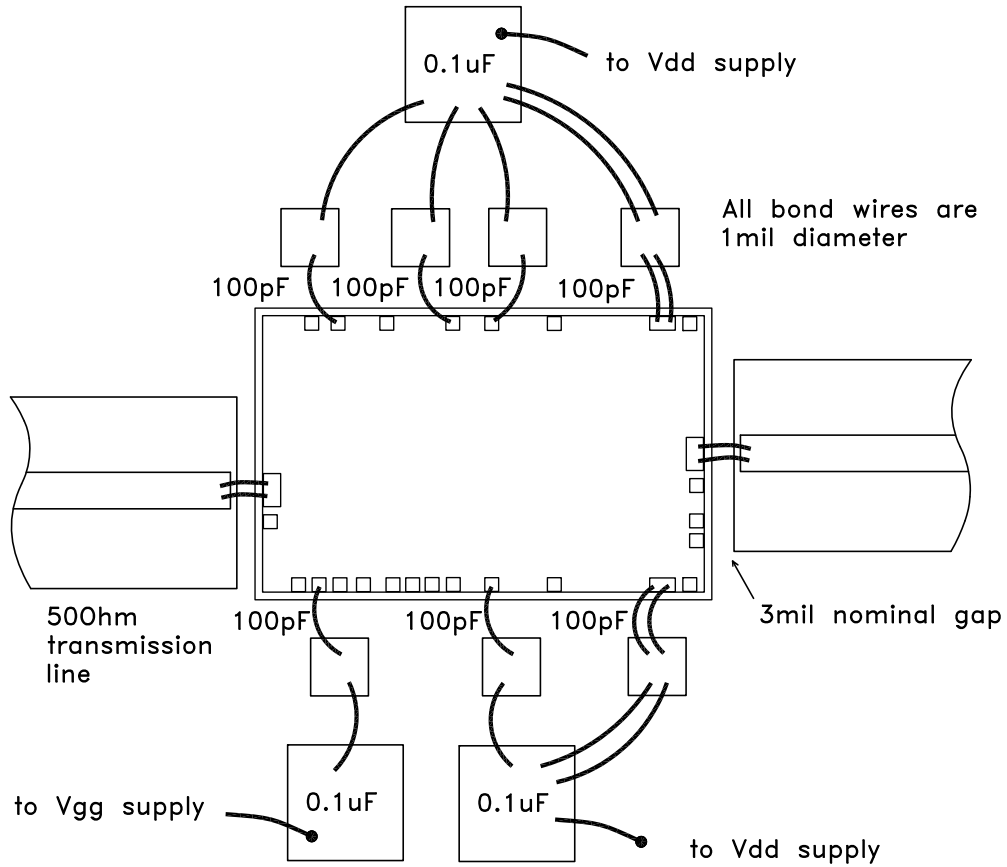 0.1uF
to Vdd supply
All bond wires are
1mil diameter
100pF
100pF
100pF
100pF
50Ohm
transmission
line
100pF
100pF
100pF
3mil nominal gap
to Vgg supply
0.1uF
0.1uF
to Vdd supply